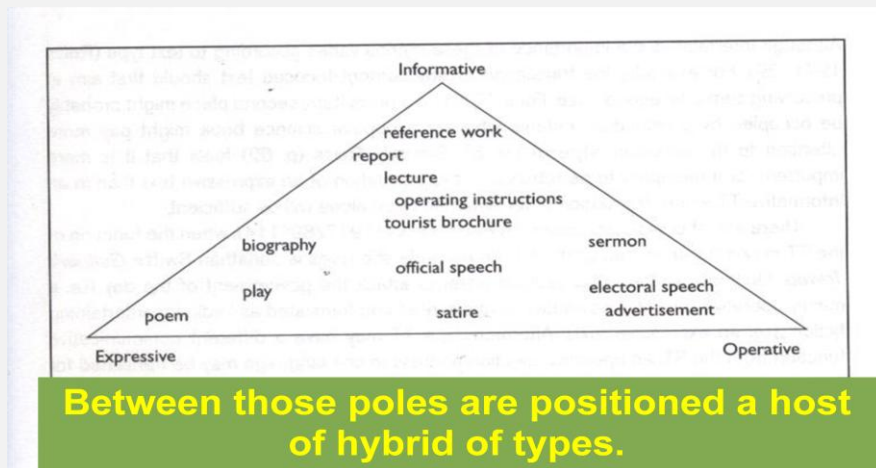 Informative
reference work
report
lecture
operating instructions
tourist brochure
biography
sermon
official speech
play
electoral speech
poem
satire
advertisement
Expressive
Operative
Between those poles are positioned a host
of hybrid of types.